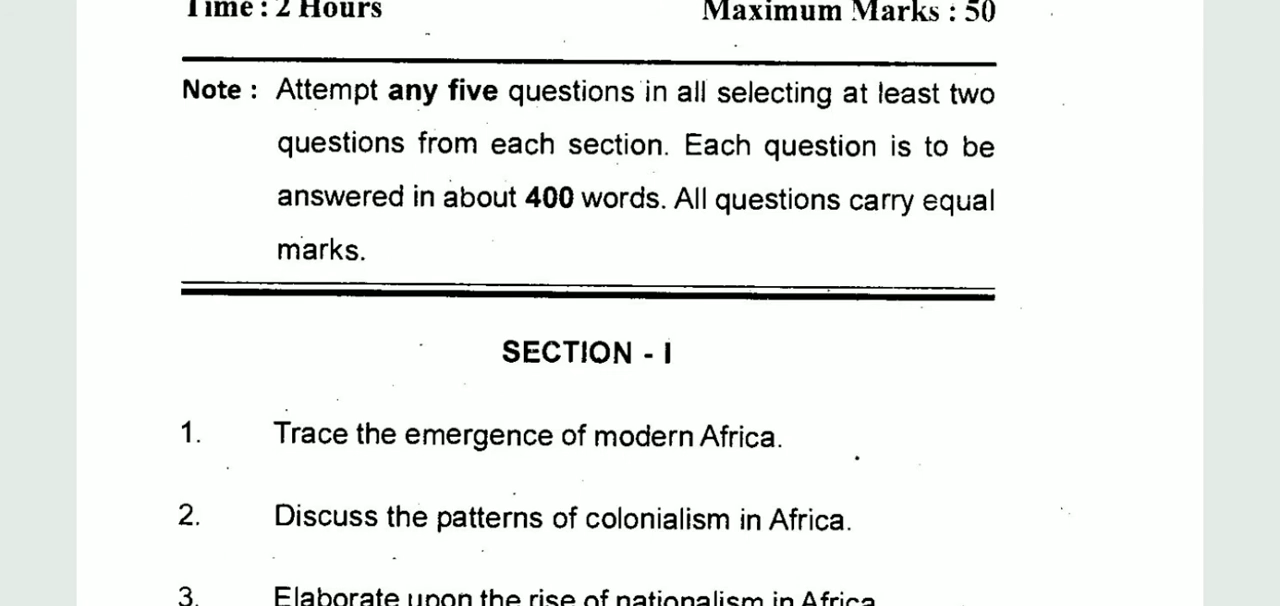 Time : 2 Hours Maximum Marks : 50
Note : Attempt any five questions in all selecting at least two
questions from each section. Each question is to be
answered in about 400 words. All questions carry equal
marks.
SECTION - I
1. Trace the emergence of modern Africa.
2. Discuss the patterns of colonialism in Africa.
3. Elaborate upon the rise of nationalism in Africa